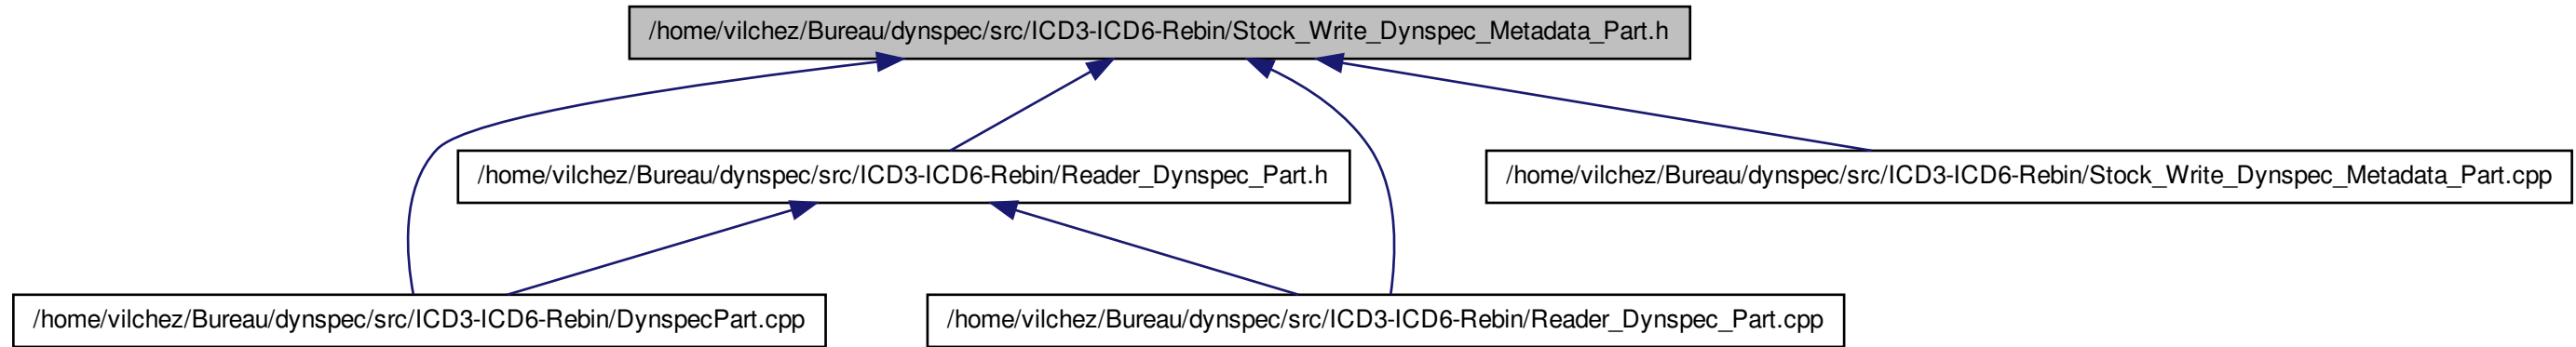 /home/vilchez/Bureau/dynspec/src/ICD3-ICD6-Rebin/Stock_Write_Dynspec_Metadata_Part.h
/home/vilchez/Bureau/dynspec/src/ICD3-ICD6-Rebin/Reader_Dynspec_Part.h
/home/vilchez/Bureau/dynspec/src/ICD3-ICD6-Rebin/Stock_Write_Dynspec_Metadata_Part.cpp
/home/vilchez/Bureau/dynspec/src/ICD3-ICD6-Rebin/DynspecPart.cpp
/home/vilchez/Bureau/dynspec/src/ICD3-ICD6-Rebin/Reader_Dynspec_Part.cpp